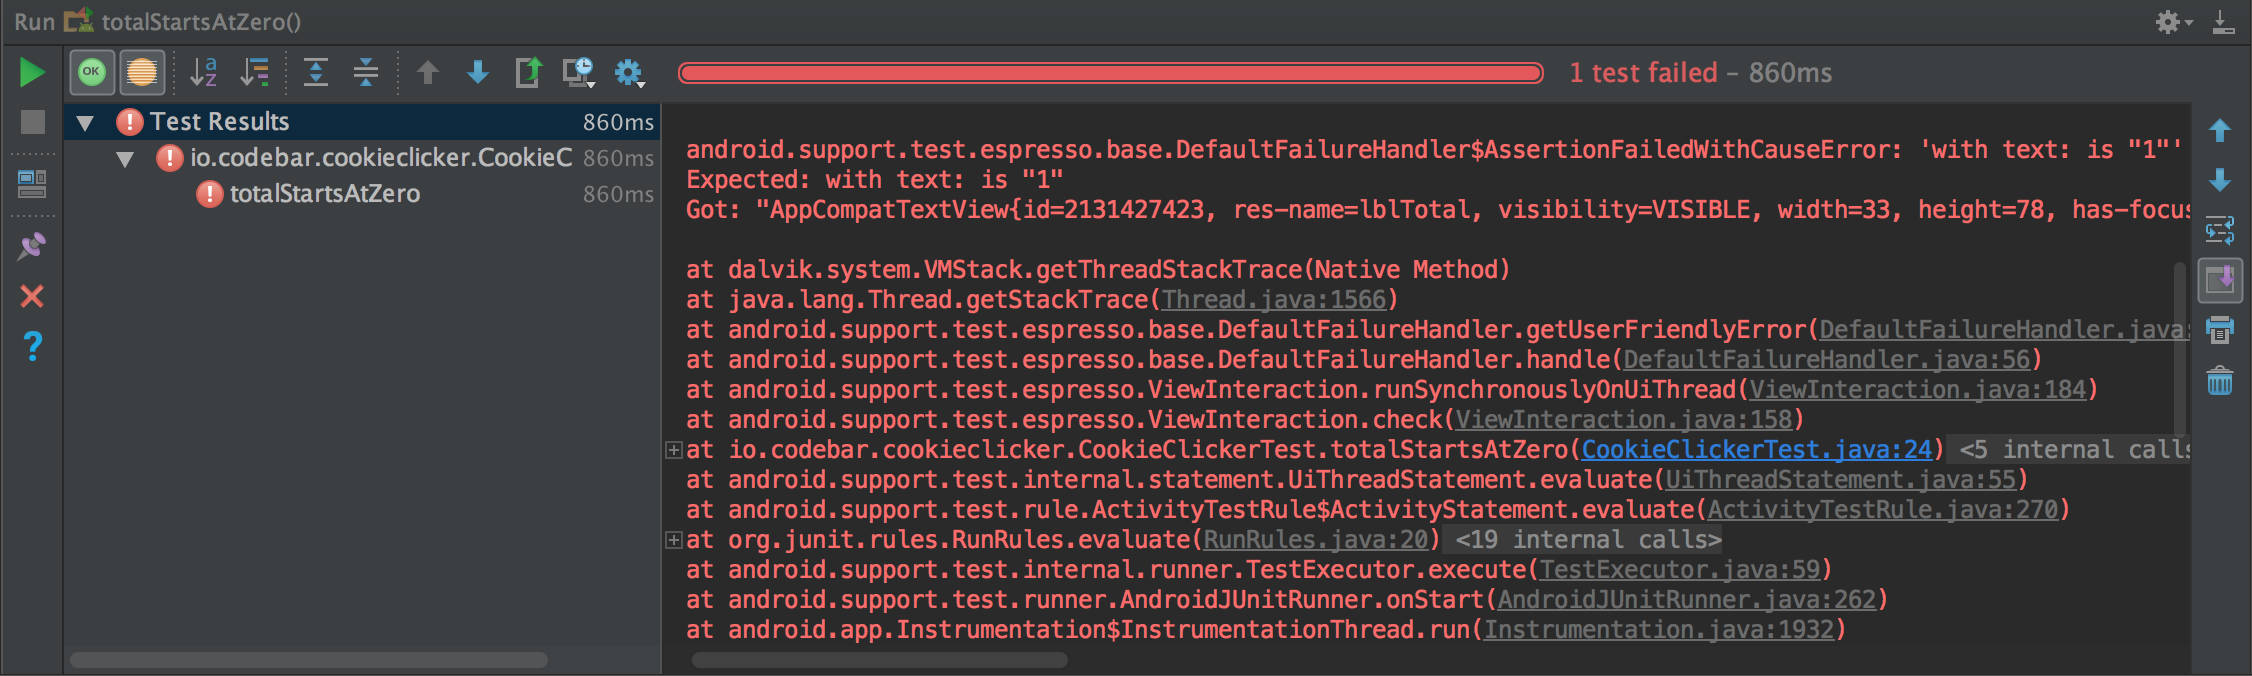 Run totalStartsAtZero()
OK
a
z
1 test failed – 860ms
Test Results 860ms
io.codebar.cookieclicker.CookieC 860ms
totalStartsAtZero 860ms
?
android.support.test.espresso.base.DefaultFailureHandler$AssertionFailedWithCauseError: 'with text: is "1"'
Expected: with text: is "1"
Got: "AppCompatTextView{id=2131427423, res-name=lblTotal, visibility=VISIBLE, width=33, height=78, has-focus
at dalvik.system.VMStack.getThreadStackTrace(Native Method)
at java.lang.Thread.getStackTrace(Thread.java:1566)
at android.support.test.espresso.base.DefaultFailureHandler.getUserFriendlyError(DefaultFailureHandler.java:
at android.support.test.espresso.base.DefaultFailureHandler.handle(DefaultFailureHandler.java:56)
at android.support.test.espresso.ViewInteraction.runSynchronouslyOnUiThread(ViewInteraction.java:184)
at android.support.test.espresso.ViewInteraction.check(ViewInteraction.java:158)
at io.codebar.cookieclicker.CookieClickerTest.totalStartsAtZero(CookieClickerTest.java:24) <5 internal calls
at android.support.test.internal.statement.UiThreadStatement.evaluate(UiThreadStatement.java:55)
at android.support.test.rule.ActivityTestRule$ActivityStatement.evaluate(ActivityTestRule.java:270)
at org.junit.rules.RunRules.evaluate(RunRules.java:20) <19 internal calls>
at android.support.test.internal.runner.TestExecutor.execute(TestExecutor.java:59)
at android.support.test.runner.AndroidJUnitRunner.onStart(AndroidJUnitRunner.java:262)
at android.app.Instrumentation$InstrumentationThread.run(Instrumentation.java:1932)